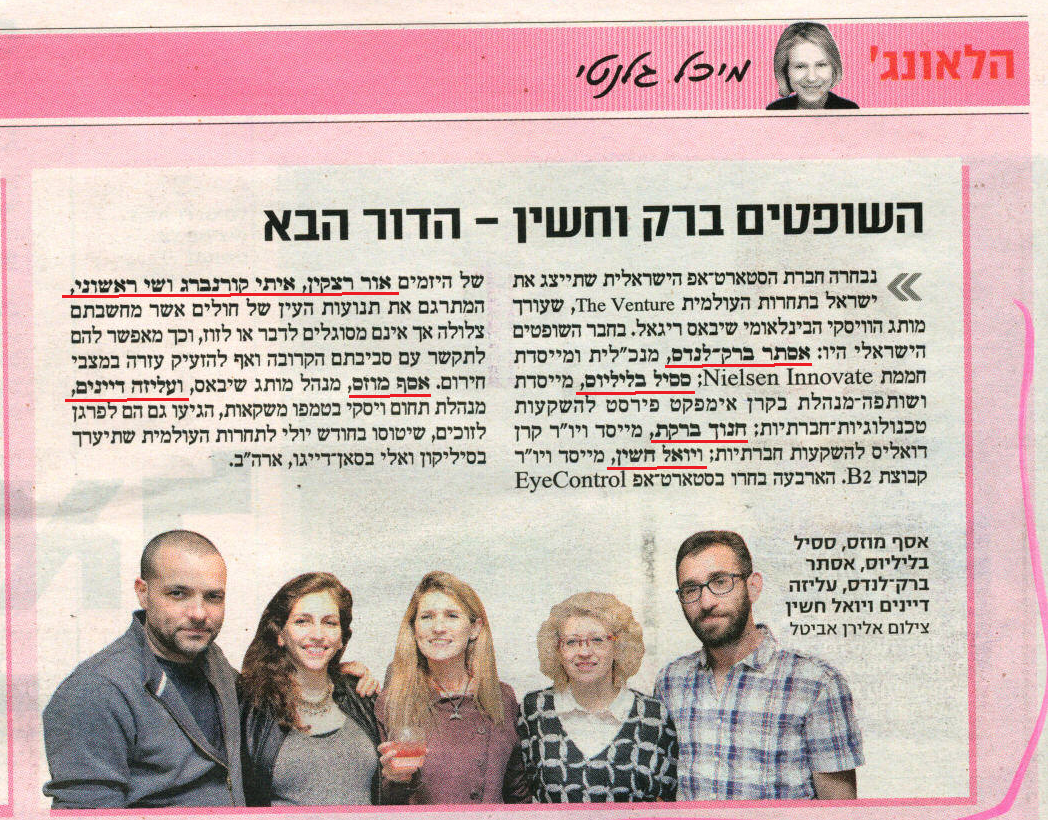 הלאונג'
מיכל גלנטי
השופטים ברק וחשין – הדור הבא
נבחרה חברת הסטארט־אפ הישראלית שתייצג את
ישראל בתחרות העולמית The Venture, שעורך
מותג הוויסקי הבינלאומי שיבאס ריגאל. בחבר השופטים
הישראלי היו: אסתר ברק־לנדס, מנכ"לית ומייסדת
חממת Nielsen Innovate; ססיל בליליוס, מייסדת
ושותפה־מנהלת בקרן אימפקט פירסט להשקעות
טכנולוגיות־חברתיות; חנוך ברקת, מייסד ויו"ר קרן
דואליס להשקעות חברתיות; ויואל חשין, מייסד ויו"ר
קבוצת B2. הארבעה בחרו בסטארט־אפ EyeControl
של היזמים אור רצקין, איתי קורנברג ושי ראשוני,
המתרגם את תנועות העין של חולים אשר מחשבתם
צלולה אך אינם מסוגלים לדבר או לזוז, וכך מאפשר להם
לתקשר עם סביבתם הקרובה ואף להזעיק עזרה במצבי
חירום. אסף מוזס, מנהל מותג שיבאס, ועליזה דיינים,
מנהלת תחום ויסקי בטמפו משקאות, הגיעו גם הם לפרגן
לזוכים, שיטוסו בחודש יולי לתחרות העולמית שתיערך
בסיליקון ואלי בסאן־דייגו, ארה"ב.
אסף מוזס, ססיל
בליליוס, אסתר
ברק־לנדס, עליזה
דיינים ויואל חשין
צילום אלירן אביטל